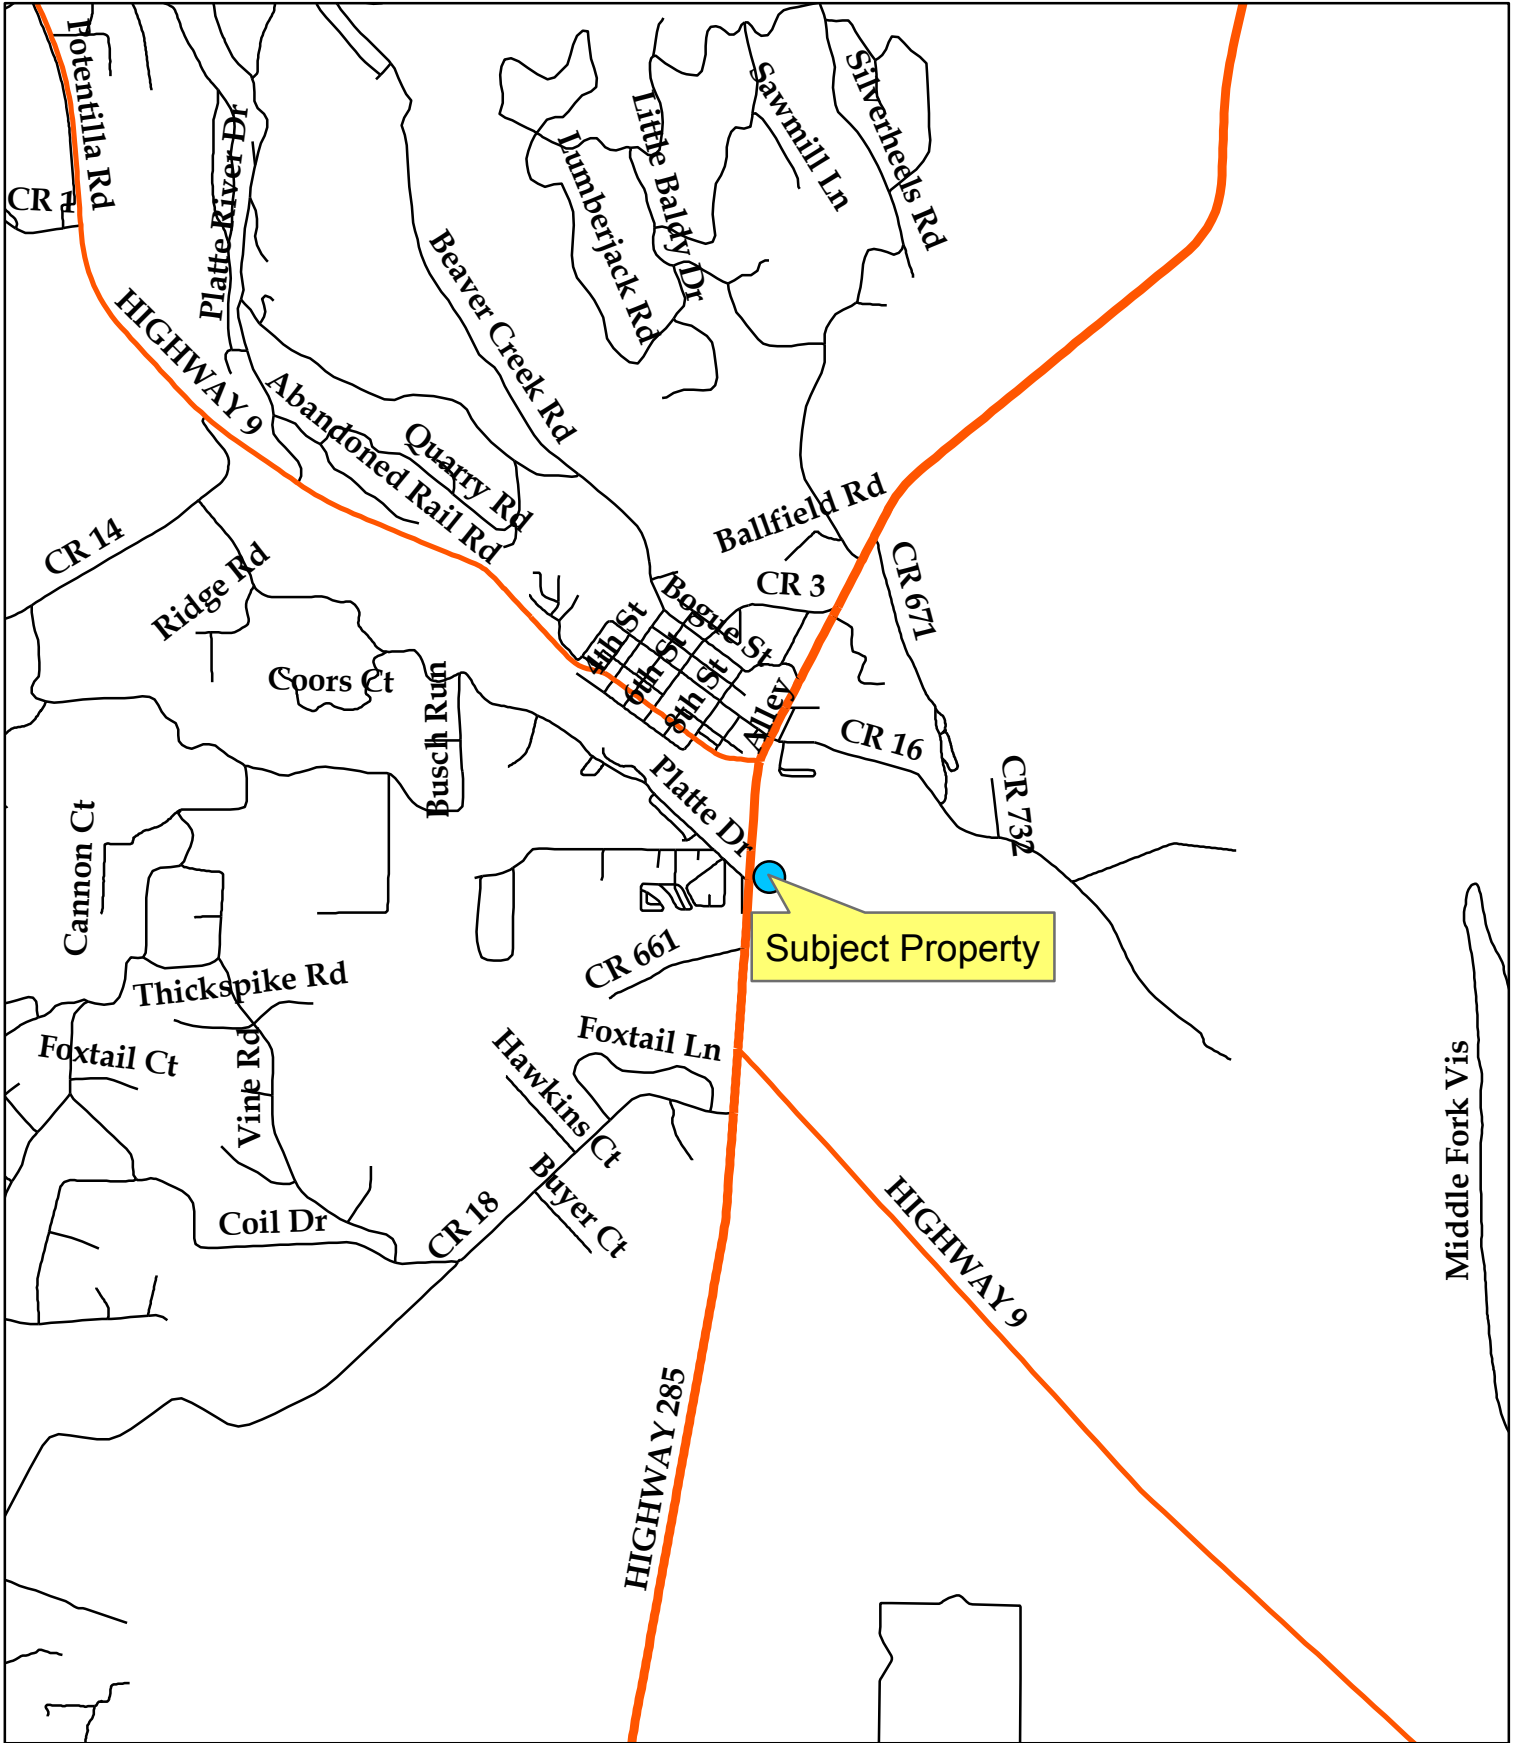 Potentilla Rd
CR 1
Platte River Dr
HIGHWAY 9
Beaver Creek Rd
Lumberjack Rd
Little Baldy Dr
Sawmill Ln
Silverheels Rd
Abandoned Rail Rd
Quarry Rd
Ballfield Rd
CR 14
Ridge Rd
CR 3
CR 671
Bogue St
4th St
6th St
8th St
Alley
Coors Ct
Busch Run
CR 16
CR 732
Platte Dr
Cannon Ct
Subject Property
CR 661
Thickspike Rd
Foxtail Ct
Vine Rd
Foxtail Ln
Hawkins Ct
Buyer Ct
Coil Dr
CR 18
HIGHWAY 9
Middle Fork Vis
HIGHWAY 285